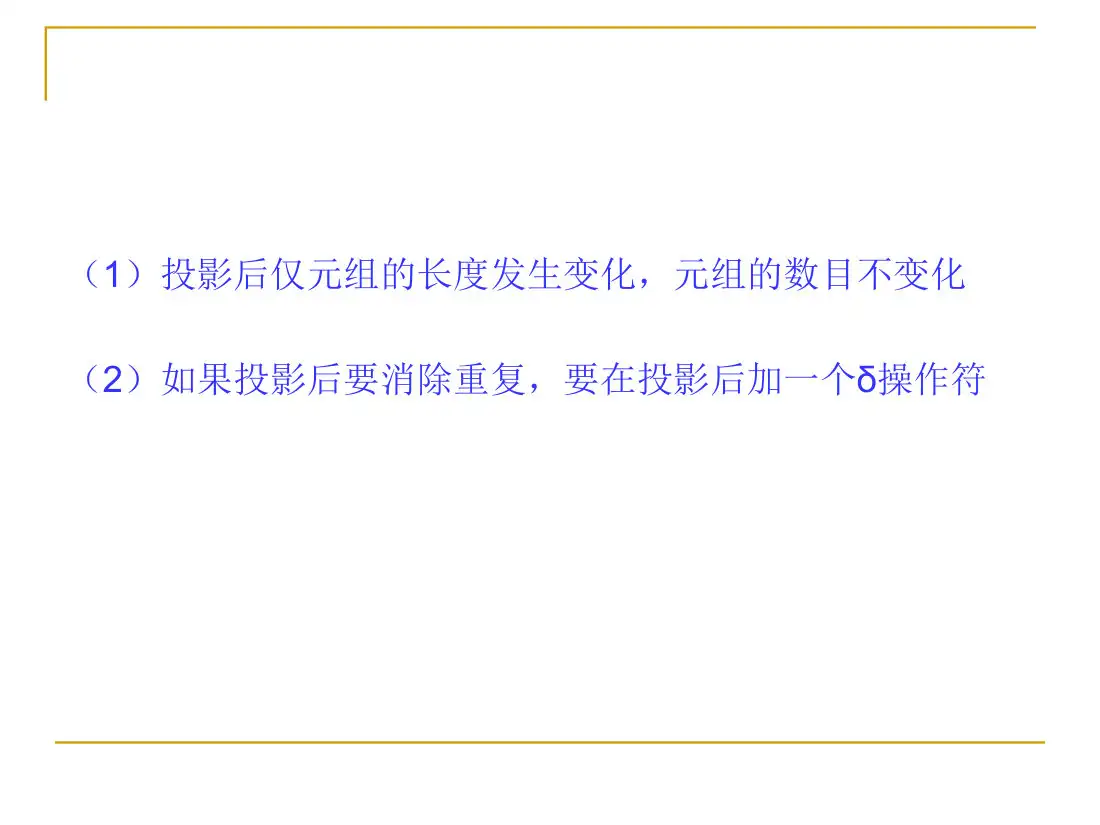 （1）投影后仅元组的长度发生变化，元组的数目不变化
（2）如果投影后要消除重复，要在投影后加一个δ操作符